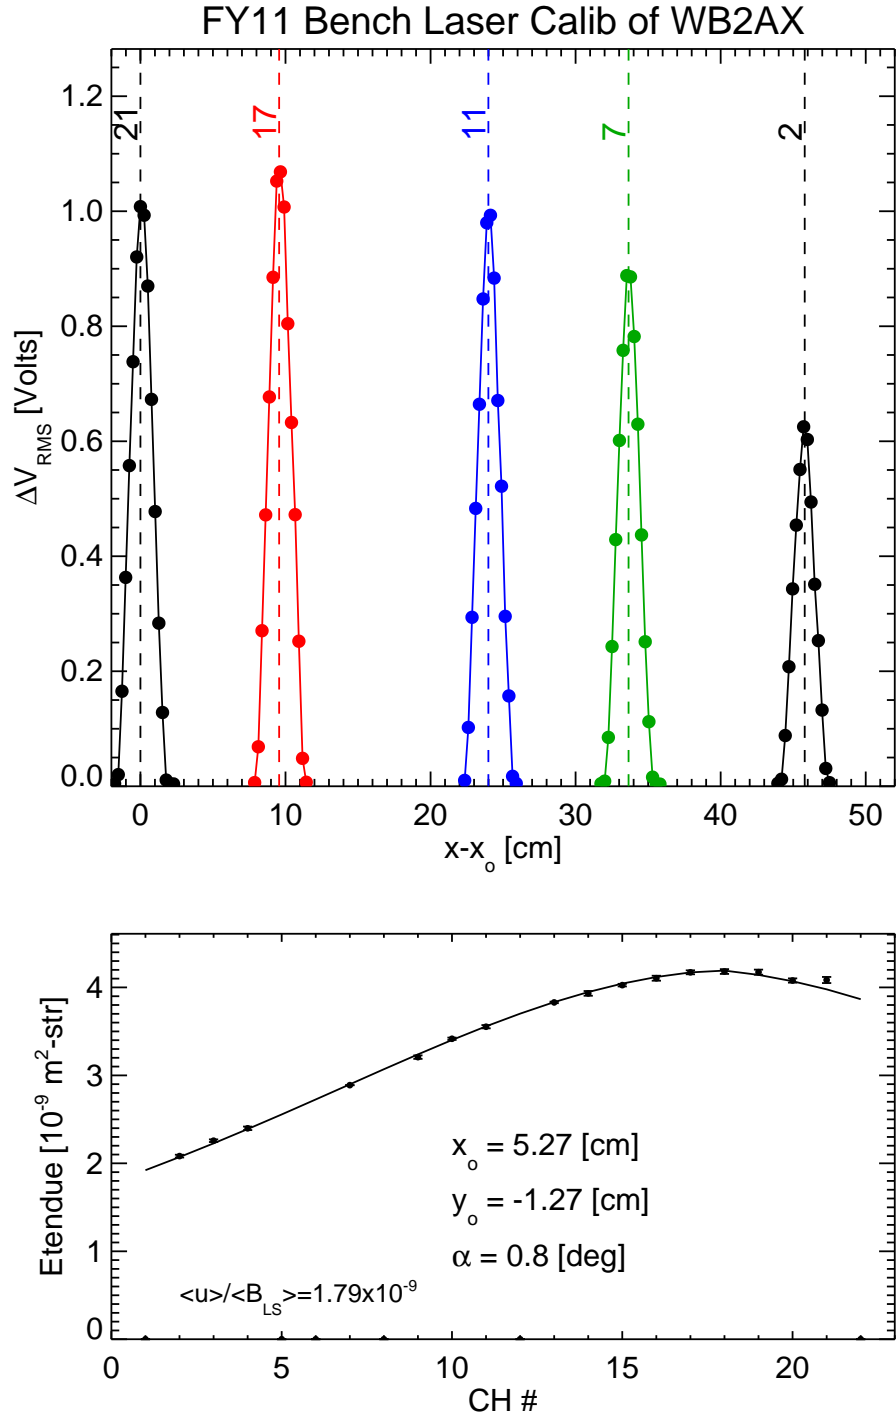 FY11 Bench Laser Calib of WB2AX
21
17
11
7
2
1.2
1.0
0.8
0.6
0.4
0.2
0.0
ΔV_RMS [Volts]
0 10 20 30 40 50
x-x_o [cm]
4
3
2
1
0
Etendue [10^-9 m^2-str]
x_o = 5.27 [cm]
y_o = -1.27 [cm]
α = 0.8 [deg]
<u>/<B_LS>=1.79x10^-9
0 5 10 15 20
CH #